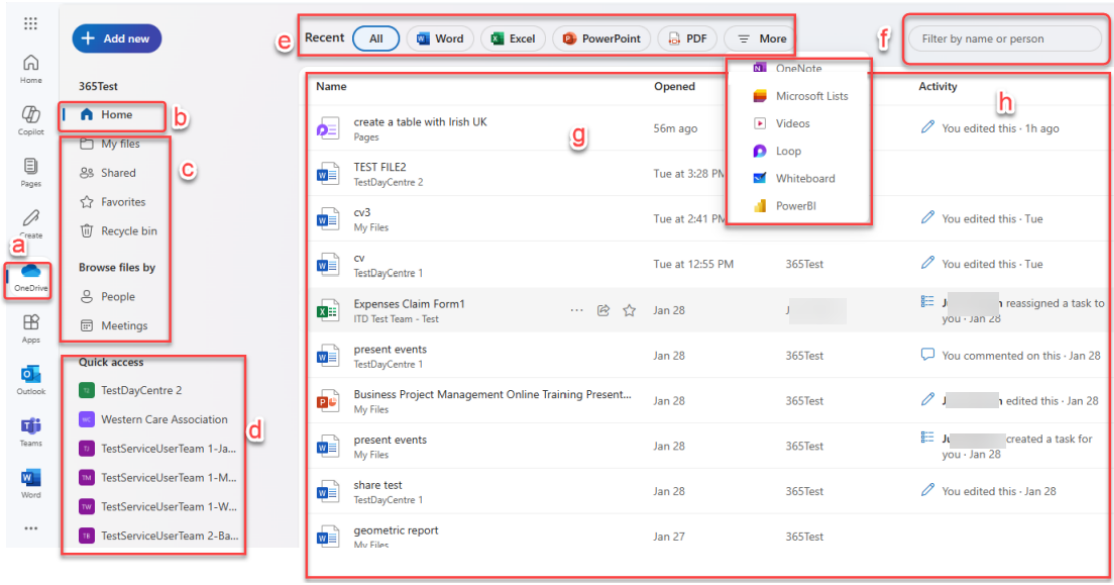 Home
Copilot
Pages
Create
a
OneDrive
Apps
Outlook
Teams
Word
Add new
365Test
Home
b
My files
c
Shared
Favorites
Recycle bin
Browse files by
People
Meetings
Quick access
T2
TestDayCentre 2
WC
Western Care Association
d
TJ
TestServiceUserTeam 1-Ja...
TM
TestServiceUserTeam 1-M...
TW
TestServiceUserTeam 1-W...
TB
TestServiceUserTeam 2-Ba...
e
Recent All Word Excel PowerPoint PDF More
f
Filter by name or person
OneNote
Microsoft Lists
Videos
Loop
Whiteboard
PowerBI
Name Opened Activity
g
h
create a table with Irish UK 56m ago You edited this · 1h ago
Pages
TEST FILE2 Tue at 3:28 PM
TestDayCentre 2
cv3 Tue at 2:41 PM You edited this · Tue
My Files
cv Tue at 12:55 PM 365Test You edited this · Tue
TestDayCentre 1
Expenses Claim Form1 Jan 28 J J n reassigned a task to
ITD Test Team - Test you · Jan 28
present events Jan 28 365Test You commented on this · Jan 28
TestDayCentre 1
Business Project Management Online Training Present... Jan 28 365Test J n edited this · Jan 28
My Files
present events Jan 28 365Test Ju created a task for
My Files you · Jan 28
share test Jan 28 365Test You edited this · Jan 28
TestDayCentre 1
geometric report Jan 27 365Test
My Files